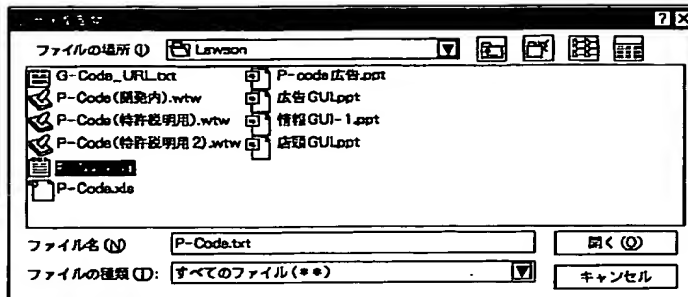 ファイルの場所(I) Lawson
G-Code_URL.txt
P-Code(開発内).wtw
P-Code(特許説明用).wtw
P-Code(特許説明用2).wtw
P-Code.xls
P-code広告.ppt
広告GUI.ppt
情報GUI-1.ppt
店頭GUI.ppt
ファイル名(N) P-Code.txt 開く(O)
ファイルの種類(T): すべてのファイル(**) キャンセル